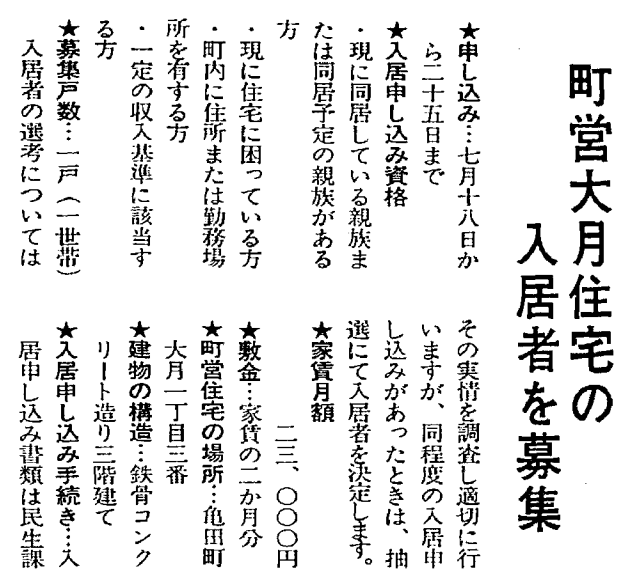 町営大月住宅の
入居者を募集
★申し込み…七月十八日か
ら二十五日まで
★入居申し込み資格
・現に同居している親族ま
たは同居予定の親族がある
方
・現に住宅に困っている方
・町内に住所または勤務場
所を有する方
・一定の収入基準に該当す
る方
★募集戸数…一戸（一世帯）
入居者の選考については
その実情を調査し適切に行
いますが、同程度の入居申
し込みがあったときは、抽
選にて入居者を決定します。
★家賃月額
二三、〇〇〇円
★敷金…家賃の二か月分
★町営住宅の場所…亀田町
大月一丁目三番
★建物の構造…鉄骨コンク
リート造り三階建て
★入居申し込み手続き…入
居申し込み書類は民生課